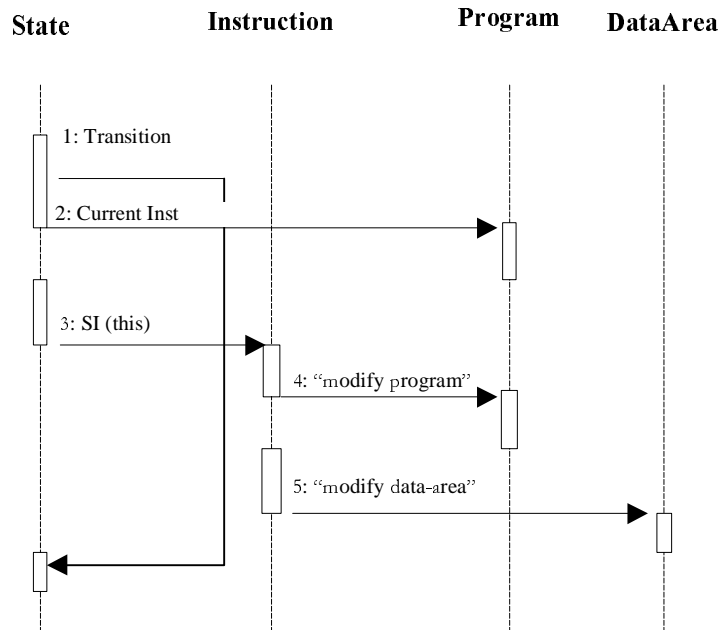 State
Instruction
Program
DataArea
1: Transition
2: Current Inst
3: SI (this)
4: “modify program”
5: “modify data-area”